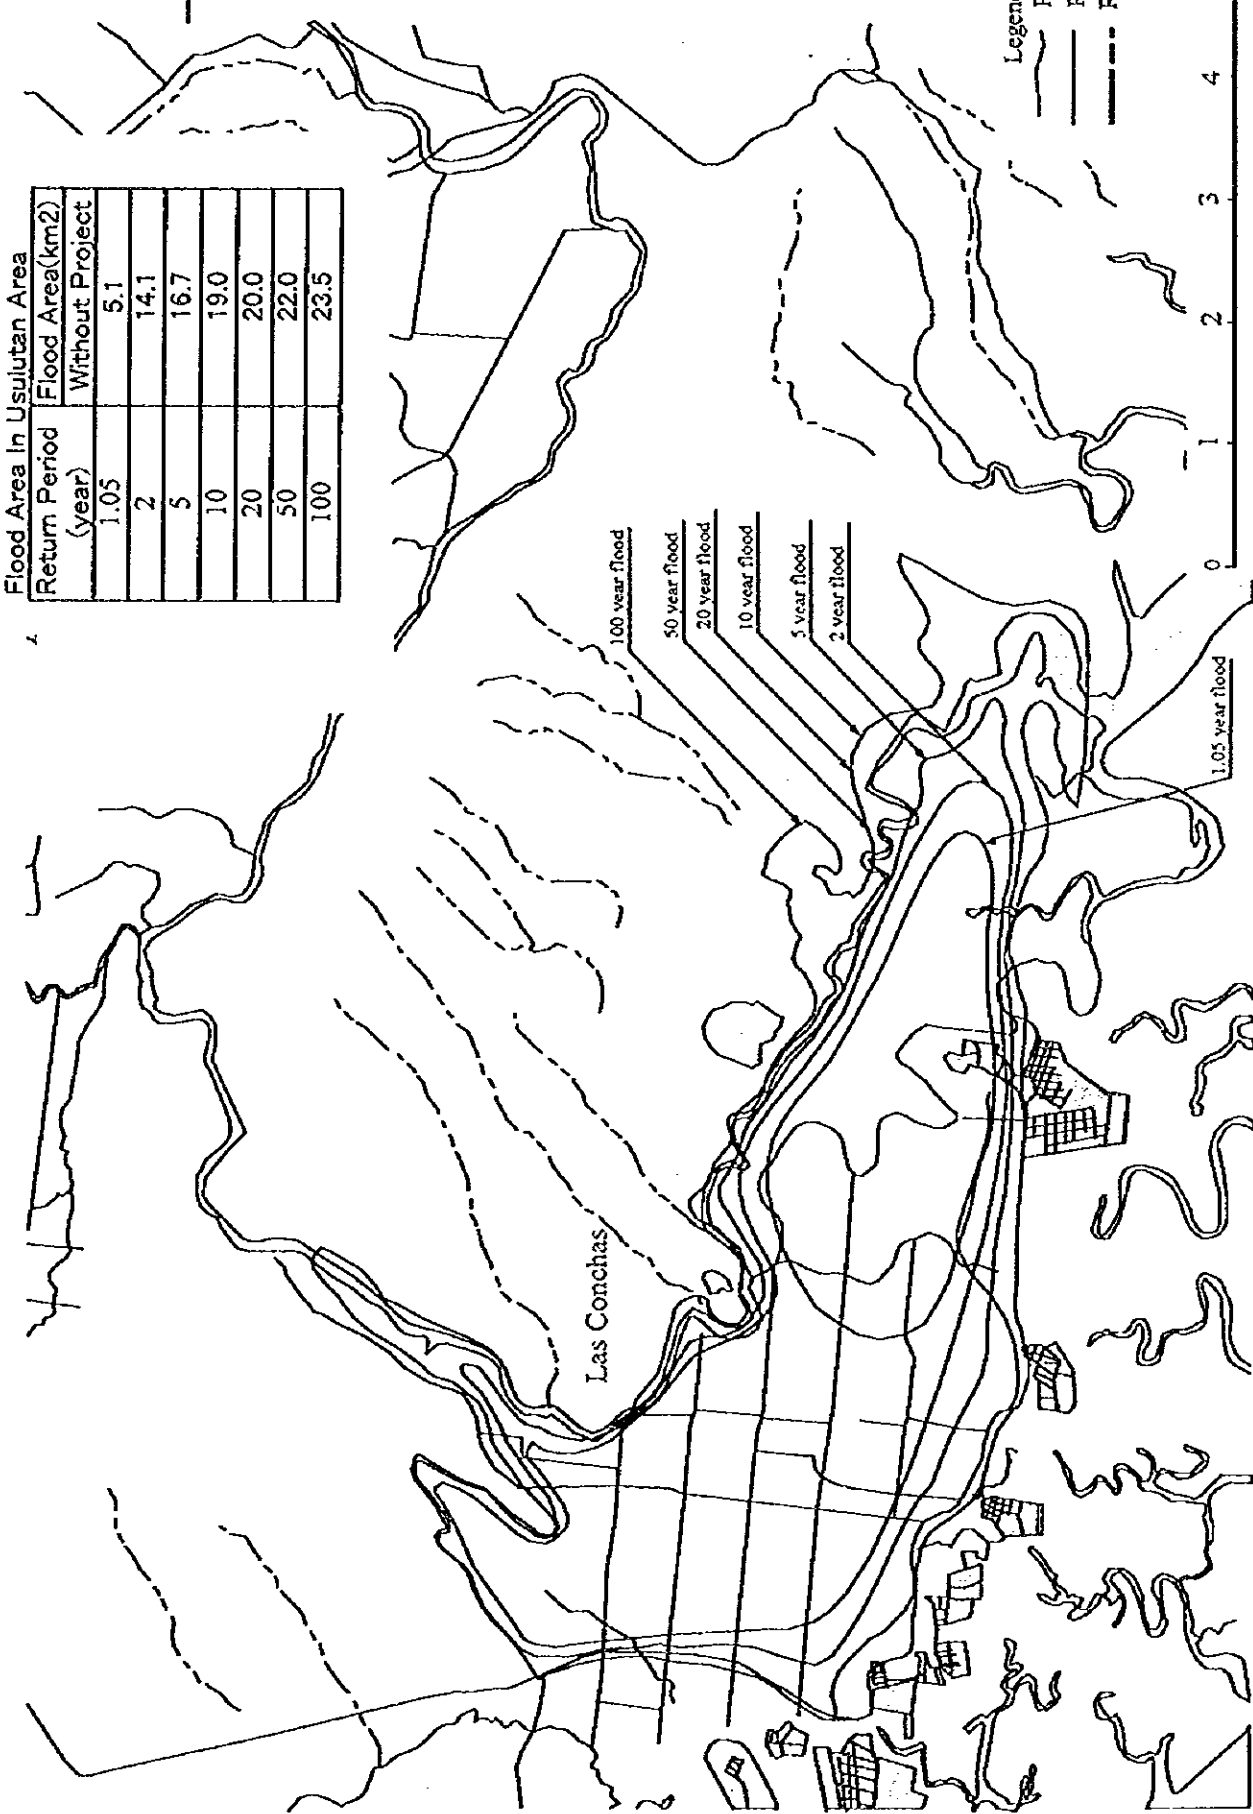 Flood Area In Usulutan Area
Return Period (year) Flood Area(km2) Without Project
1.05 5.1
2 14.1
5 16.7
10 19.0
20 20.0
50 22.0
100 23.5
Las Conchas
100 year flood
50 year flood
20 year flood
10 year flood
5 year flood
2 year flood
1.05 year flood
Legen
0 1 2 3 4